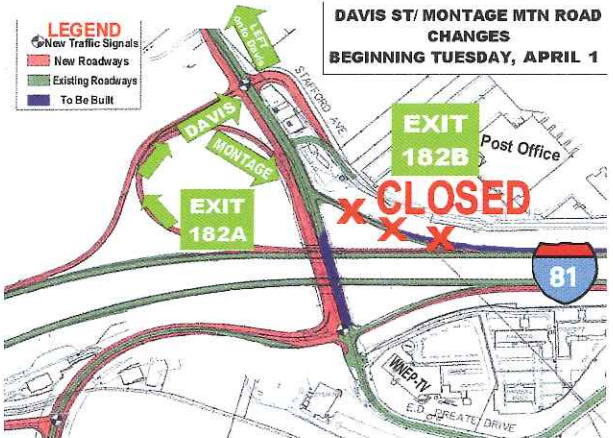 DAVIS ST/ MONTAGE MTN ROAD
CHANGES
BEGINNING TUESDAY, APRIL 1
LEGEND
New Traffic Signals
New Roadways
Existing Roadways
To Be Built
LEFT
onto Davis
STAFFORD AVE.
DAVIS
MONTAGE
EXIT
182A
EXIT
182B
Post Office
CLOSED
X X X
81
WNEP-TV
E.D. PREATE DRIVE